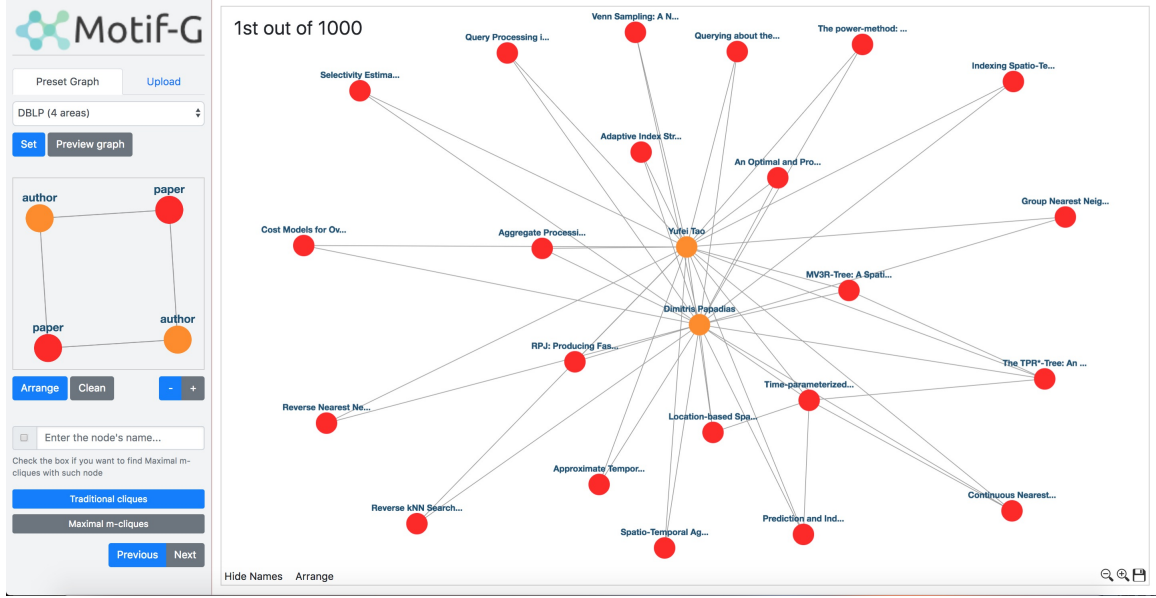 Motif-G
Preset Graph
Upload
DBLP (4 areas)
Set
Preview graph
author
paper
paper
author
Arrange
Clean
-
+
Enter the node's name...
Check the box if you want to find Maximal m-
cliques with such node
Traditional cliques
Maximal m-cliques
Previous
Next
1st out of 1000
Venn Sampling: A N...
Query Processing i...
Querying about the...
The power-method: ...
Selectivity Estima...
Indexing Spatio-Te...
Adaptive Index Str...
An Optimal and Pro...
Group Nearest Neig...
Cost Models for Ov...
Aggregate Processi...
Yufei Tao
MV3R-Tree: A Spati...
Dimitris Papadias
RPJ: Producing Fas...
The TPR*-Tree: An ...
Time-parameterized...
Reverse Nearest Ne...
Location-based Spa...
Approximate Tempor...
Reverse kNN Search...
Continuous Nearest...
Prediction and Ind...
Spatio-Temporal Ag...
Hide Names
Arrange